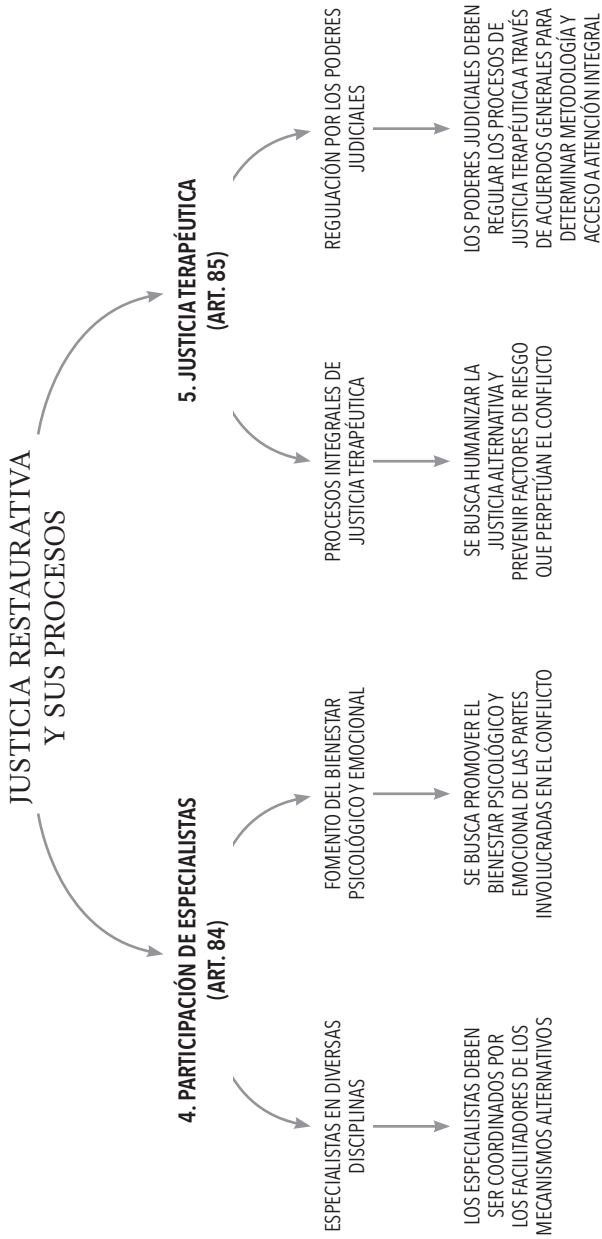 JUSTICIA RESTAURATIVA
Y SUS PROCESOS
4. PARTICIPACIÓN DE ESPECIALISTAS
(ART. 84)
ESPECIALISTAS EN DIVERSAS
DISCIPLINAS
LOS ESPECIALISTAS DEBEN
SER COORDINADOS POR
LOS FACILITADORES DE LOS
MECANISMOS ALTERNATIVOS
FOMENTO DEL BIENESTAR
PSICOLÓGICO Y EMOCIONAL
SE BUSCA PROMOVER EL
BIENESTAR PSICOLÓGICO Y
EMOCIONAL DE LAS PARTES
INVOLUCRADAS EN EL CONFLICTO
5. JUSTICIA TERAPÉUTICA
(ART. 85)
PROCESOS INTEGRALES DE
JUSTICIA TERAPÉUTICA
SE BUSCA HUMANIZAR LA
JUSTICIA ALTERNATIVA Y
PREVENIR FACTORES DE RIESGO
QUE PERPETÚAN EL CONFLICTO
REGULACIÓN POR LOS PODERES
JUDICIALES
LOS PODERES JUDICIALES DEBEN
REGULAR LOS PROCESOS DE
JUSTICIA TERAPÉUTICA A TRAVÉS
DE ACUERDOS GENERALES PARA
DETERMINAR METODOLOGÍA Y
ACCESO A ATENCIÓN INTEGRAL